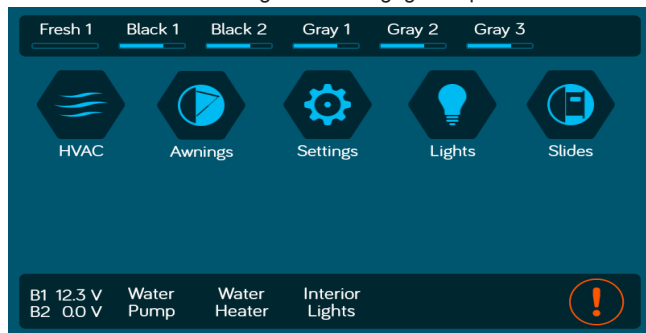 Fresh 1 Black 1 Black 2 Gray 1 Gray 2 Gray 3
HVAC Awnings Settings Lights Slides
B1 12.3 V Water Water Interior
B2 0.0 V Pump Heater Lights
!